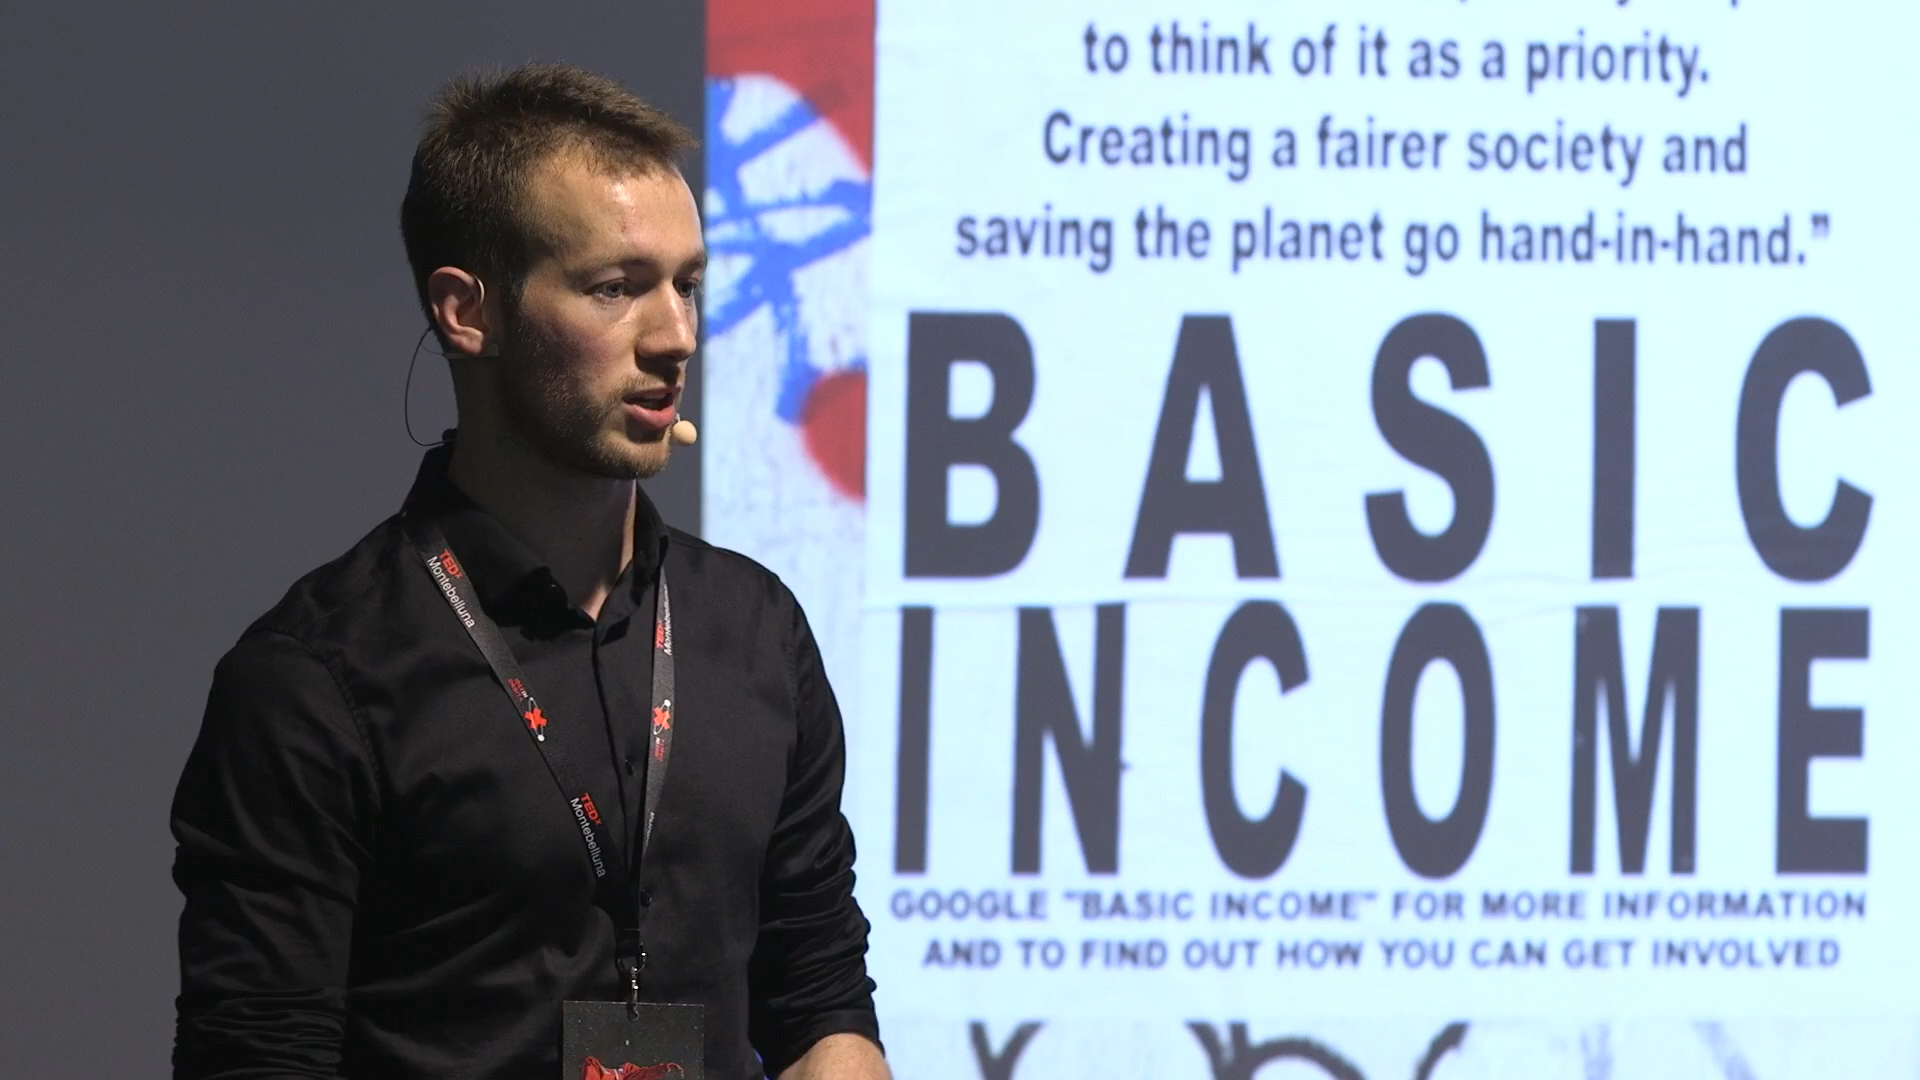 to think of it as a priority.
Creating a fairer society and
saving the planet go hand-in-hand."
BASIC
INCOME
GOOGLE "BASIC INCOME" FOR MORE INFORMATION
AND TO FIND OUT HOW YOU CAN GET INVOLVED
TEDx
Montebelluna
TEDx
Montebelluna
TEDx
Montebelluna